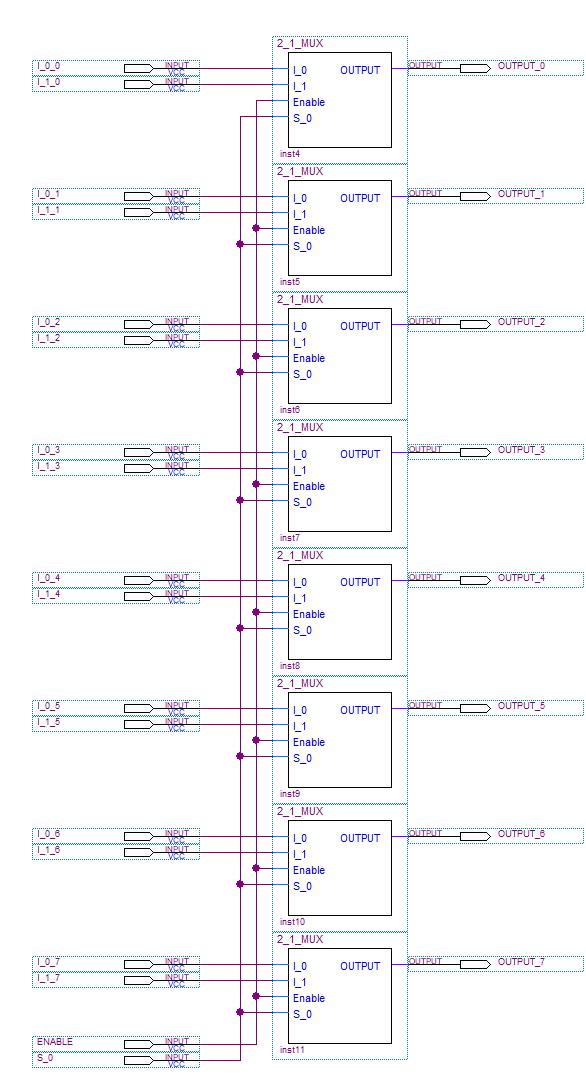 2_1_MUX
I_0_0 INPUT VCC I_0 OUTPUT OUTPUT OUTPUT_0
I_1_0 INPUT VCC I_1
Enable
S_0
inst4
2_1_MUX
I_0_1 INPUT VCC I_0 OUTPUT OUTPUT OUTPUT_1
I_1_1 INPUT VCC I_1
Enable
S_0
inst5
2_1_MUX
I_0_2 INPUT VCC I_0 OUTPUT OUTPUT OUTPUT_2
I_1_2 INPUT VCC I_1
Enable
S_0
inst6
2_1_MUX
I_0_3 INPUT VCC I_0 OUTPUT OUTPUT OUTPUT_3
I_1_3 INPUT VCC I_1
Enable
S_0
inst7
2_1_MUX
I_0_4 INPUT VCC I_0 OUTPUT OUTPUT OUTPUT_4
I_1_4 INPUT VCC I_1
Enable
S_0
inst8
2_1_MUX
I_0_5 INPUT VCC I_0 OUTPUT OUTPUT OUTPUT_5
I_1_5 INPUT VCC I_1
Enable
S_0
inst9
2_1_MUX
I_0_6 INPUT VCC I_0 OUTPUT OUTPUT OUTPUT_6
I_1_6 INPUT VCC I_1
Enable
S_0
inst10
2_1_MUX
I_0_7 INPUT VCC I_0 OUTPUT OUTPUT OUTPUT_7
I_1_7 INPUT VCC I_1
Enable
S_0
ENABLE INPUT VCC inst11
S_0 INPUT VCC